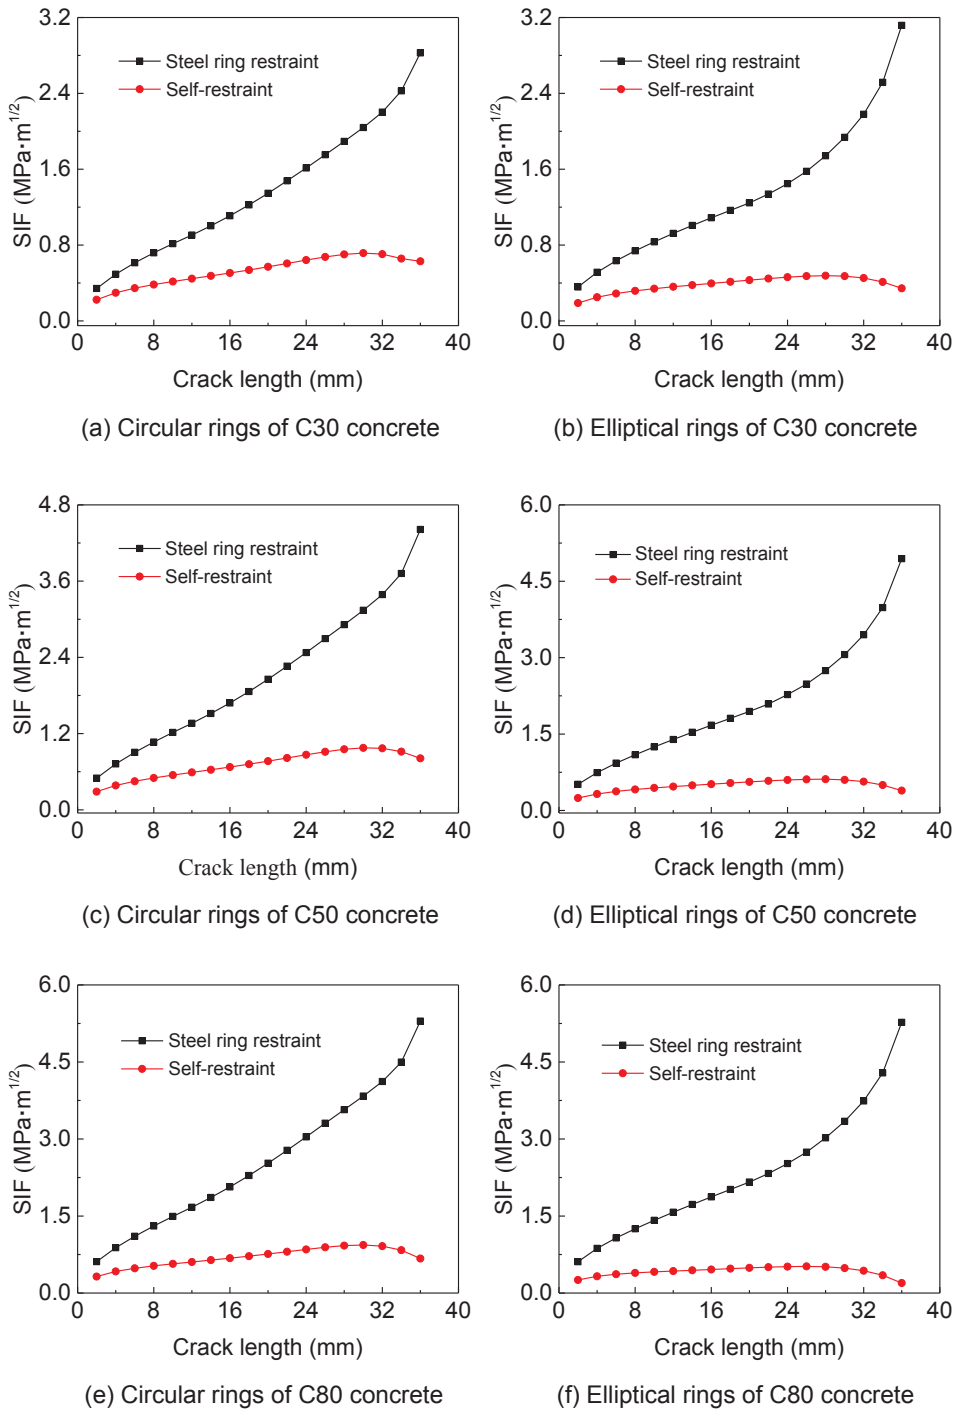 3.2
2.4
1.6
0.8
0.0
SIF (MPa·m1/2)
Steel ring restraint
Self-restraint
0 8 16 24 32 40
Crack length (mm)
(a) Circular rings of C30 concrete
3.2
2.4
1.6
0.8
0.0
SIF (MPa·m1/2)
Steel ring restraint
Self-restraint
0 8 16 24 32 40
Crack length (mm)
(b) Elliptical rings of C30 concrete
4.8
3.6
2.4
1.2
0.0
SIF (MPa·m1/2)
Steel ring restraint
Self-restraint
0 8 16 24 32 40
Crack length (mm)
(c) Circular rings of C50 concrete
6.0
4.5
3.0
1.5
0.0
SIF (MPa·m1/2)
Steel ring restraint
Self-restraint
0 8 16 24 32 40
Crack length (mm)
(d) Elliptical rings of C50 concrete
6.0
4.5
3.0
1.5
0.0
SIF (MPa·m1/2)
Steel ring restraint
Self-restraint
0 8 16 24 32 40
Crack length (mm)
(e) Circular rings of C80 concrete
6.0
4.5
3.0
1.5
0.0
SIF (MPa·m1/2)
Steel ring restraint
Self-restraint
0 8 16 24 32 40
Crack length (mm)
(f) Elliptical rings of C80 concrete